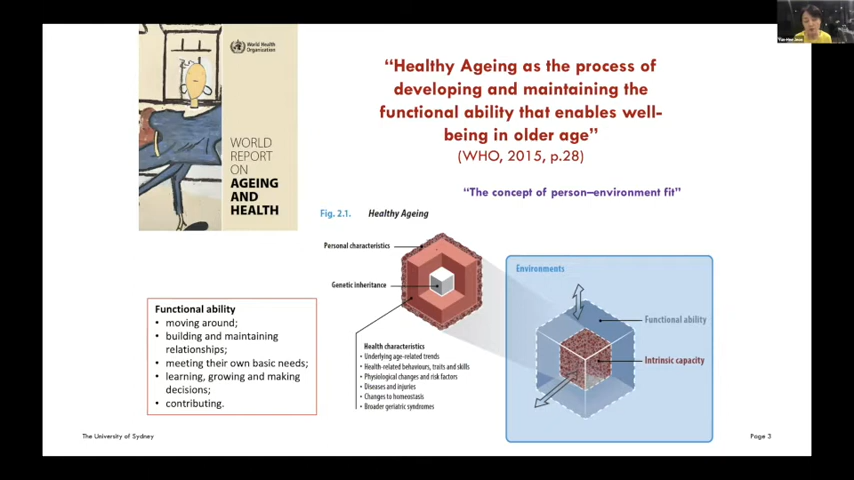 World Health
Organization
WORLD
REPORT
ON
AGEING
AND
HEALTH
“Healthy Ageing as the process of
developing and maintaining the
functional ability that enables well-
being in older age”
(WHO, 2015, p.28)
“The concept of person–environment fit”
Fig. 2.1. Healthy Ageing
Personal characteristics
Genetic inheritance
Health characteristics
• Underlying age-related trends
• Health-related behaviours, traits and skills
• Physiological changes and risk factors
• Diseases and injuries
• Changes to homeostasis
• Broader geriatric syndromes
Environments
Functional ability
Intrinsic capacity
Functional ability
• moving around;
• building and maintaining
relationships;
• meeting their own basic needs;
• learning, growing and making
decisions;
• contributing.
The University of Sydney
Page 3